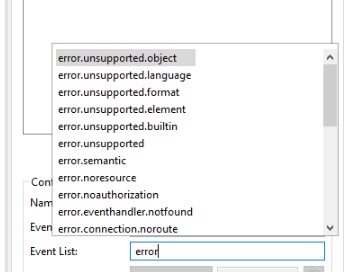 error.unsupported.object
error.unsupported.language
error.unsupported.format
error.unsupported.element
error.unsupported.builtin
error.unsupported
error.semantic
error.noresource
error.noauthorization
error.eventhandler.notfound
error.connection.noroute
Conf
Nam
Even
Event List: error